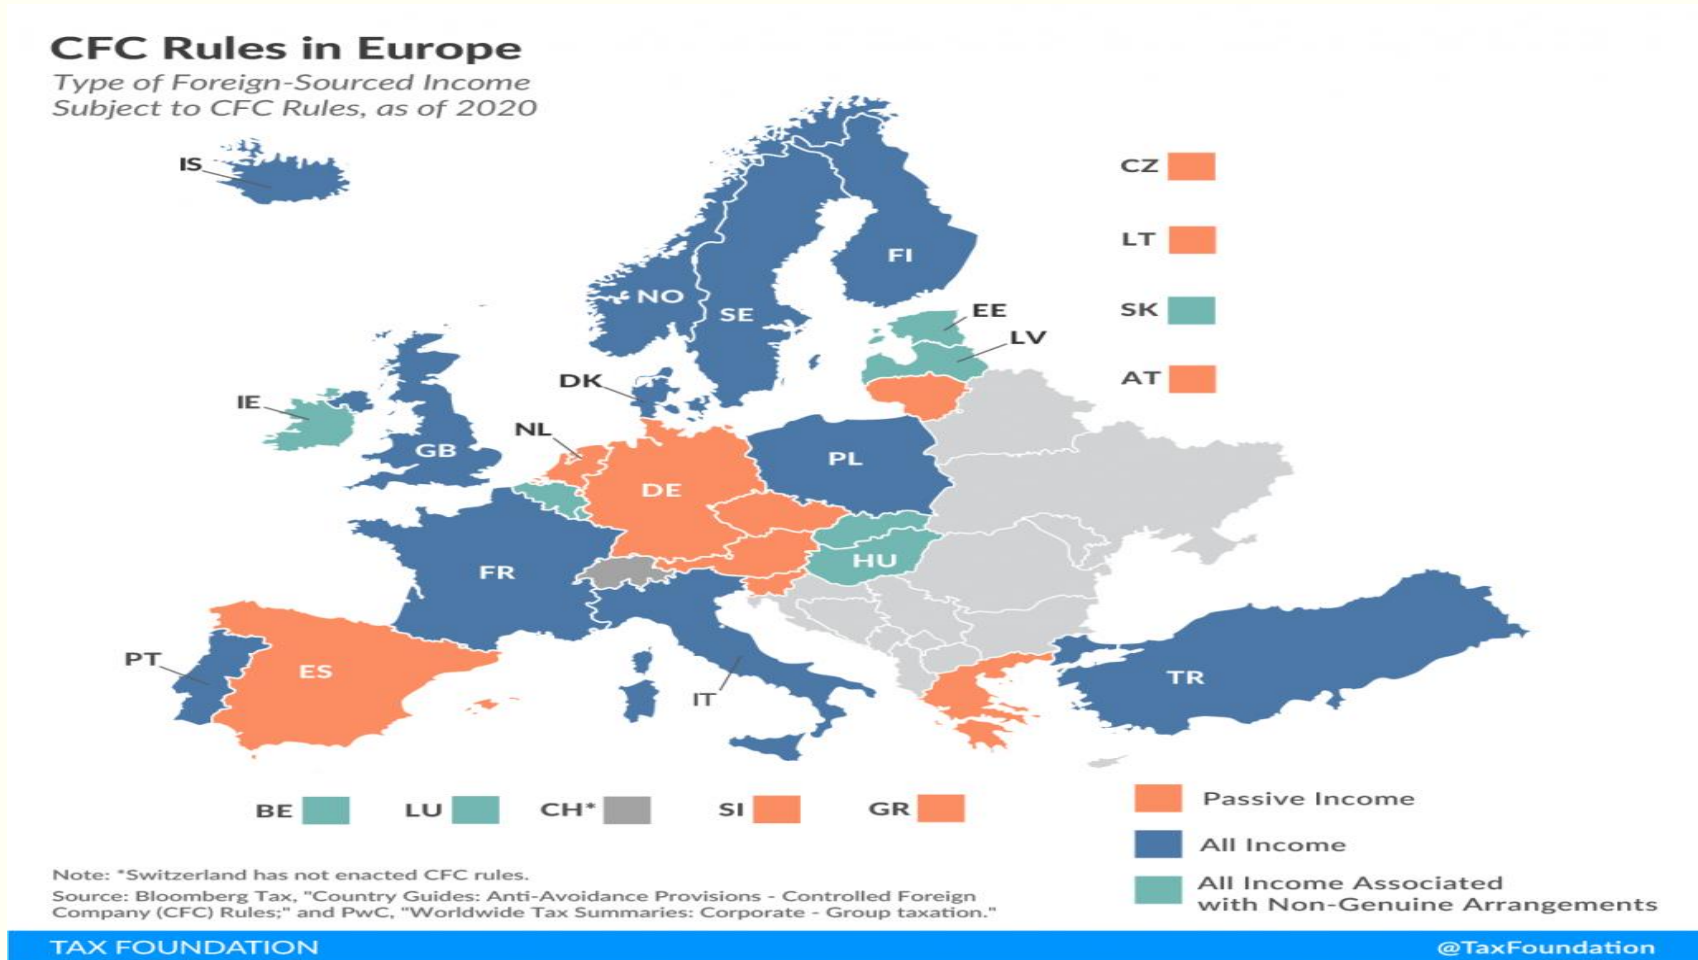 CFC Rules in Europe
Type of Foreign-Sourced Income
Subject to CFC Rules, as of 2020
IS
CZ
LT
SK
AT
FI
NO
SE
EE
LV
DK
IE
NL
GB
PL
DE
HU
FR
PT
ES
IT
TR
BE
LU
CH*
SI
GR
Passive Income
All Income
All Income Associated
with Non-Genuine Arrangements
Note: *Switzerland has not enacted CFC rules.
Source: Bloomberg Tax, "Country Guides: Anti-Avoidance Provisions - Controlled Foreign
Company (CFC) Rules;" and PwC, "Worldwide Tax Summaries: Corporate - Group taxation."
TAX FOUNDATION
@TaxFoundation